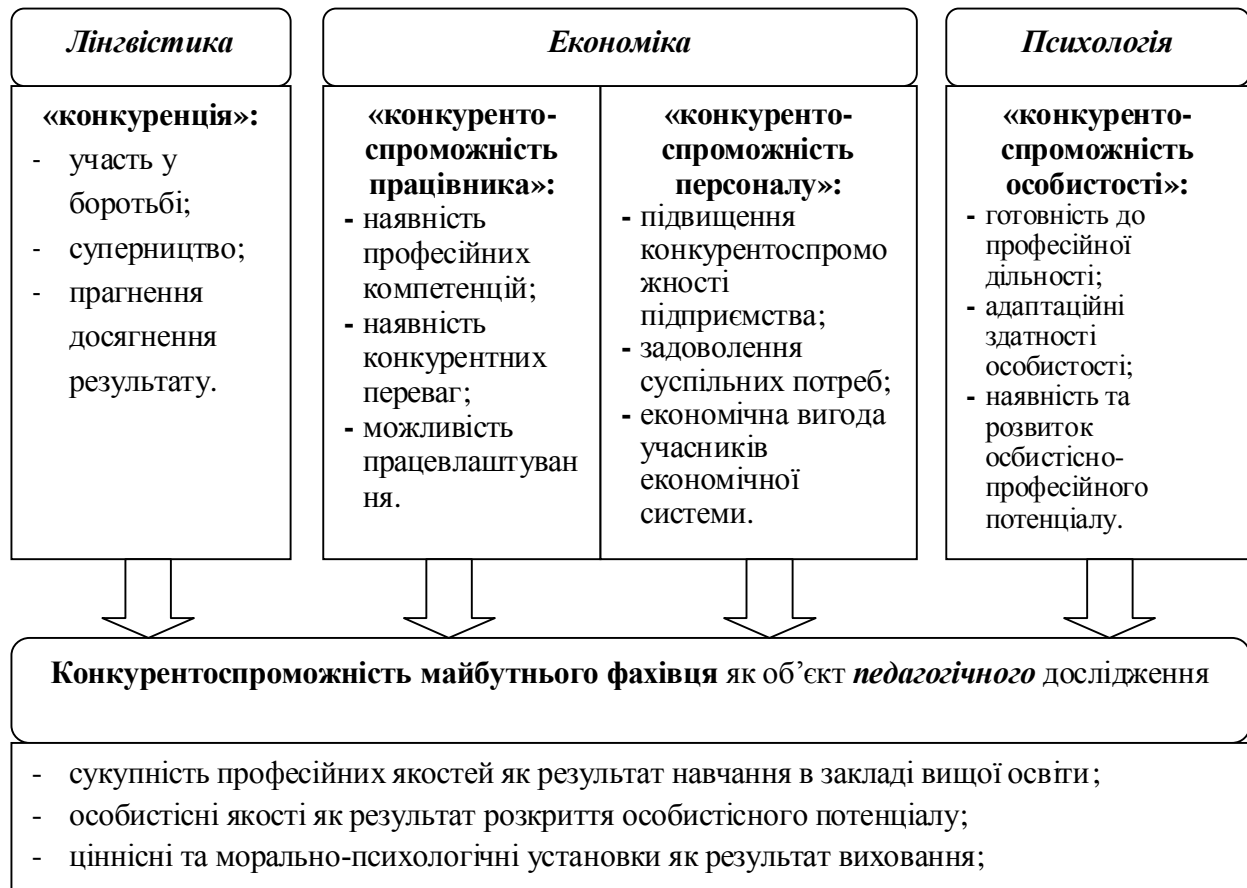 Лінгвістика
«конкуренція»:
- участь у
боротьбі;
- суперництво;
- прагнення
досягнення
результату.
Економіка
«конкуренто-
спроможність
працівника»:
- наявність
професійних
компетенцій;
- наявність
конкурентних
переваг;
- можливість
працевлаштуван
ня.
«конкуренто-
спроможність
персоналу»:
- підвищення
конкурентоспромо
жності
підприємства;
- задоволення
суспільних потреб;
- економічна вигода
учасників
економічної
системи.
Психологія
«конкуренто-
спроможність
особистості»:
- готовність до
професійної
дільності;
- адаптаційні
здатності
особистості;
- наявність та
розвиток
осбистісно-
професійного
потенціалу.
Конкурентоспроможність майбутнього фахівця як об’єкт педагогічного дослідження
- сукупність професійних якостей як результат навчання в закладі вищої освіти;
- особистісні якості як результат розкриття особистісного потенціалу;
- ціннісні та морально-психологічні установки як результат виховання;